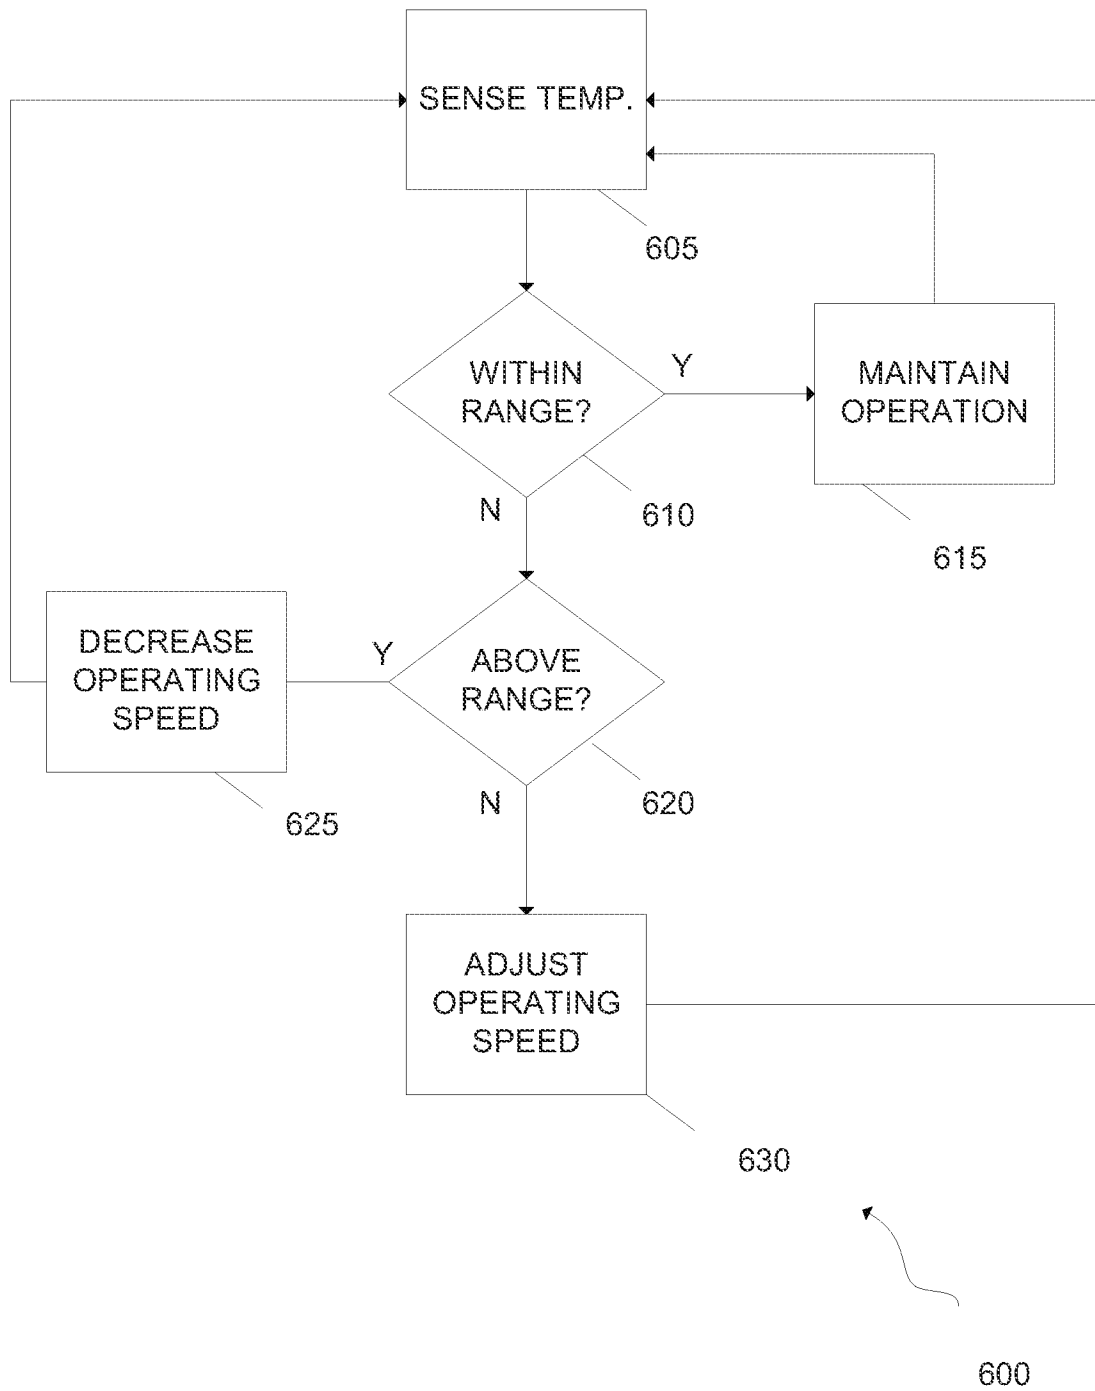 SENSE TEMP.
605
WITHIN
RANGE?
Y
MAINTAIN
OPERATION
610
N
615
DECREASE
OPERATING
SPEED
Y
ABOVE
RANGE?
620
N
625
ADJUST
OPERATING
SPEED
630
600